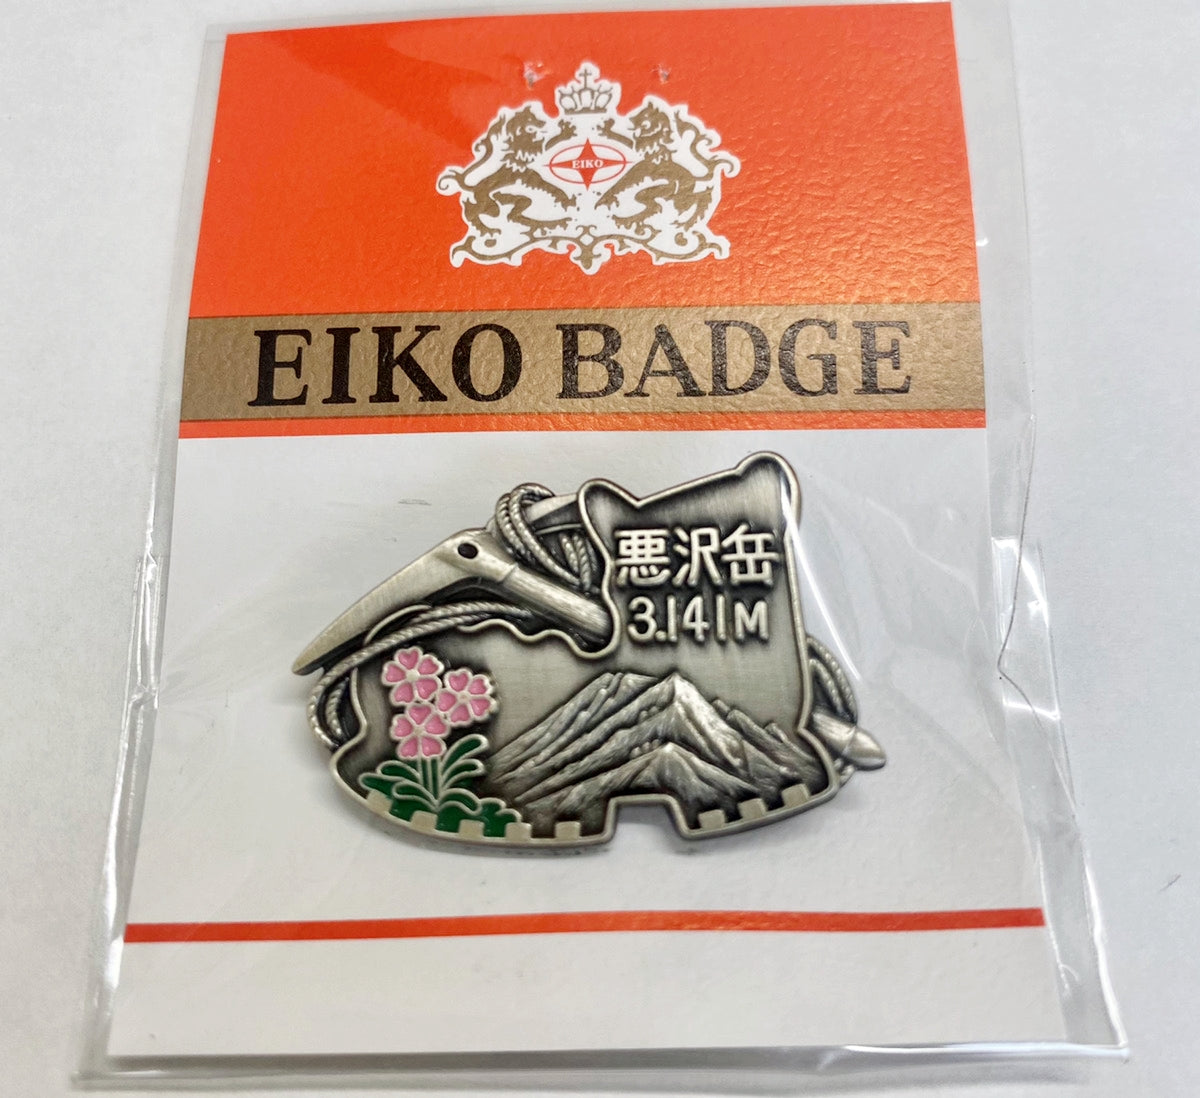 EIKO
EIKO BADGE
悪沢岳
3.141M